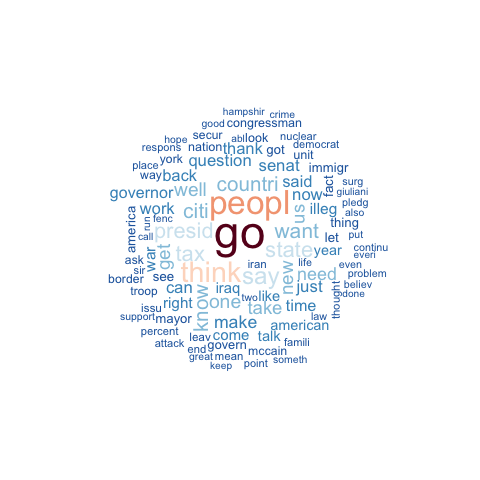 hampshir crime
good congressman
hope secur abl look nuclear
respons nation thank got democrat
place york question senat unit
way back immigr
governor well countri said now fact surg
giuliani
america run fenc work citi peopl us illeg pledg
also
thing
call presid go want let put
ask war get tax state year continu
everi
sir think say iran life even
border see new need problem
troop can iraq two like just believ
done
issu right know one take time law thought
support mayor make american
percent leav come talk famili
attack end govern mccain
great mean point someth
keep